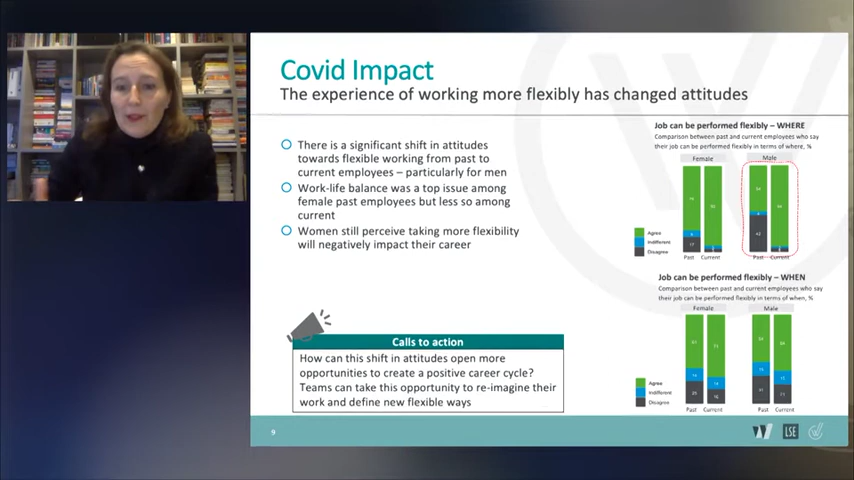 Covid Impact
The experience of working more flexibly has changed attitudes
There is a significant shift in attitudes
towards flexible working from past to
current employees – particularly for men
Work-life balance was a top issue among
female past employees but less so among
current
Women still perceive taking more flexibility
will negatively impact their career
Calls to action
How can this shift in attitudes open more
opportunities to create a positive career cycle?
Teams can take this opportunity to re-imagine their
work and define new flexible ways
Job can be performed flexibly – WHERE
Comparison between past and current employees who say
their job can be performed flexibly in terms of where, %
Female
Male
Agree
Indifferent
Disagree
17
54
42
Past Current
Past Current
Job can be performed flexibly – WHEN
Comparison between past and current employees who say
their job can be performed flexibly in terms of when, %
Female
Male
Agree
Indifferent
Disagree
Past Current
Past Current
9
LSE